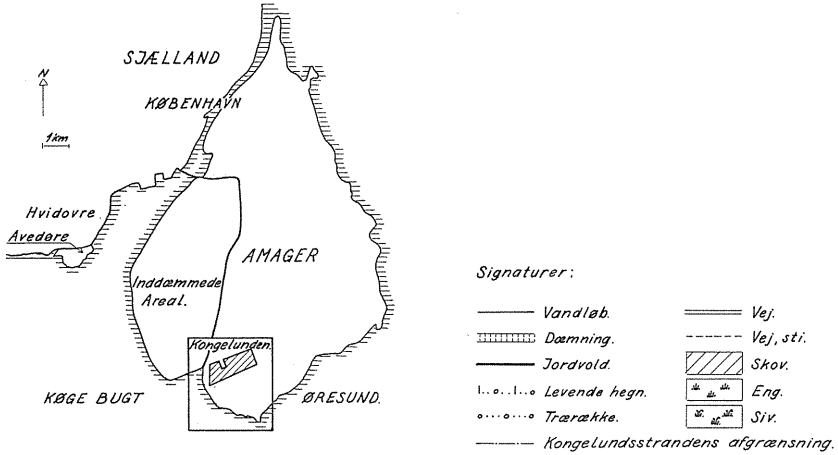 SJÆLLAND
N
KØBENHAVN
1km
Hvidovre.
Avedøre
AMAGER
Inddæmmede
Areal.
Kongelunden.
KØGE BUGT
ØRESUND.
Signaturer:
Vandløb.
Dæmning.
Jordvold.
Levende hegn.
Trærække.
Kongelundsstrandens afgrænsning.
Vej.
Vej, sti.
Skov.
Eng.
Siv.